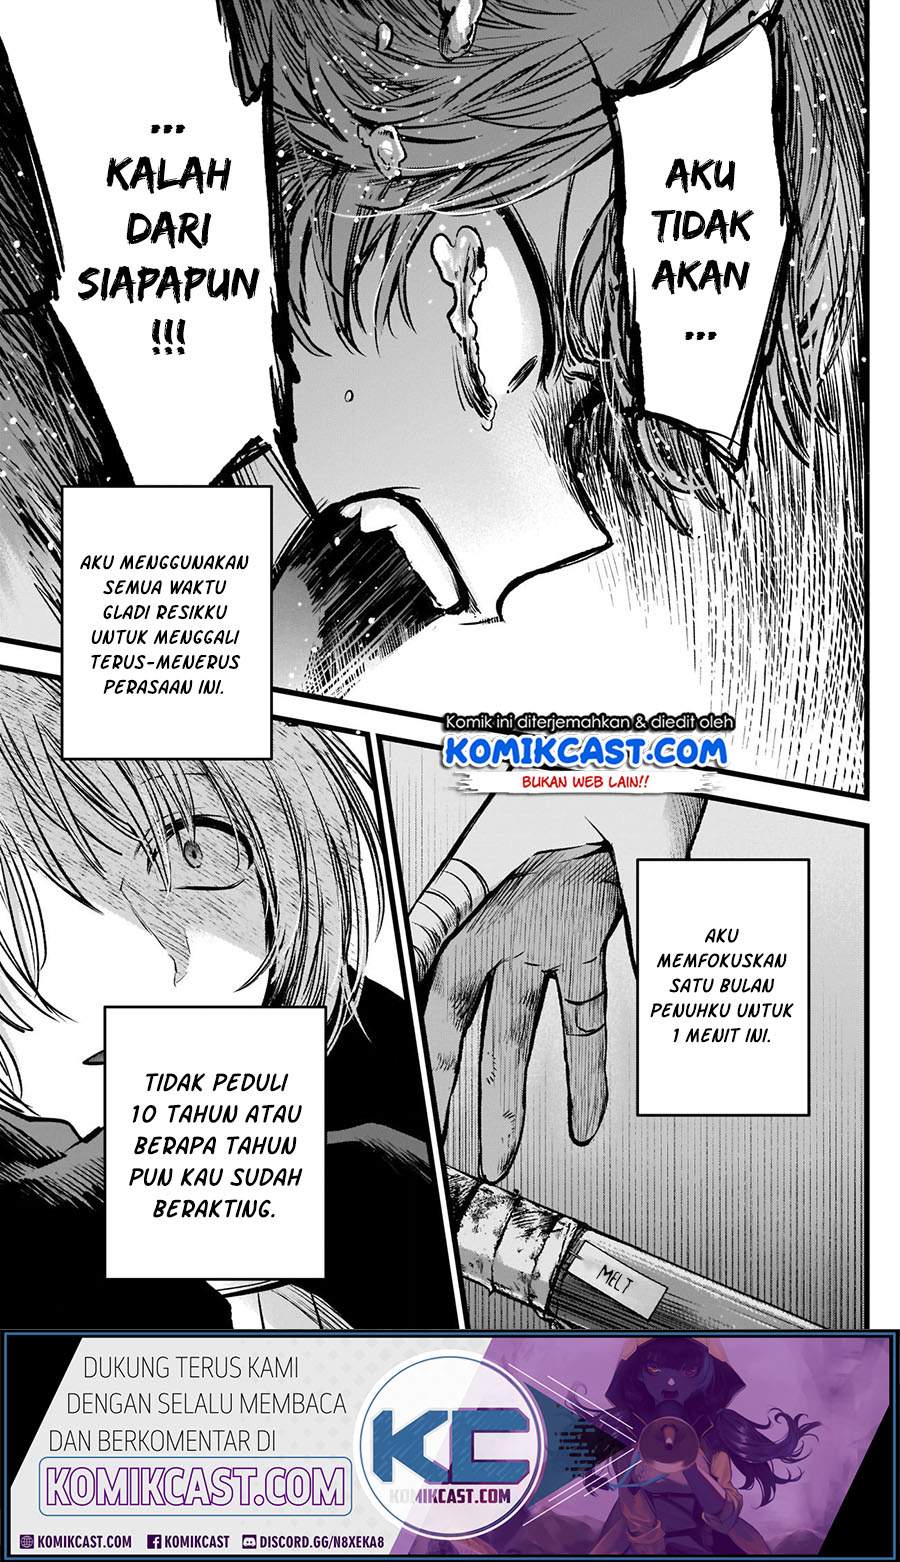 AKU
TIDAK
AKAN
...
...
KALAH
DARI
SIAPAPUN
!!!
AKU MENGGUNAKAN
SEMUA WAKTU
GLADI RESIKKU
UNTUK MENGGALI
TERUS-MENERUS
PERASAAN INI.
Komik ini diterjemahkan & diedit oleh
KOMIKCAST.COM
BUKAN WEB LAIN!!
AKU
MEMFOKUSKAN
SATU BULAN
PENUHKU UNTUK
1 MENIT INI.
MELT
TIDAK PEDULI
10 TAHUN ATAU
BERAPA TAHUN
PUN KAU SUDAH
BERAKTING.
DUKUNG TERUS KAMI
DENGAN SELALU MEMBACA
DAN BERKOMENTAR DI
KOMIKCAST.COM
KC
KOMIKCAST.COM
KOMIKCAST.COM
KOMIKCAST.COM
DISCORD.GG/N8XEKA8